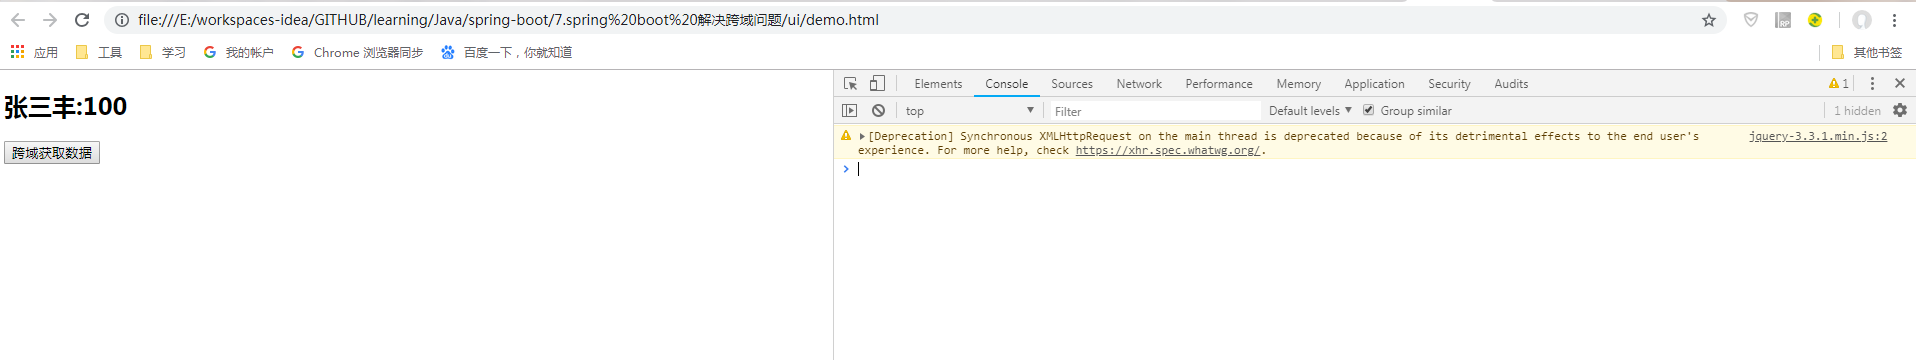 file:///E:/workspaces-idea/GITHUB/learning/Java/spring-boot/7.spring%20boot%20解决跨域问题/ui/demo.html
RP
应用 工具 学习 我的帐户 Chrome 浏览器同步 百度一下，你就知道 其他书签
Elements Console Sources Network Performance Memory Application Security Audits 1
张三丰:100
top Filter Default levels Group similar 1 hidden
[Deprecation] Synchronous XMLHttpRequest on the main thread is deprecated because of its detrimental effects to the end user's jquery-3.3.1.min.js:2
experience. For more help, check https://xhr.spec.whatwg.org/.
跨域获取数据